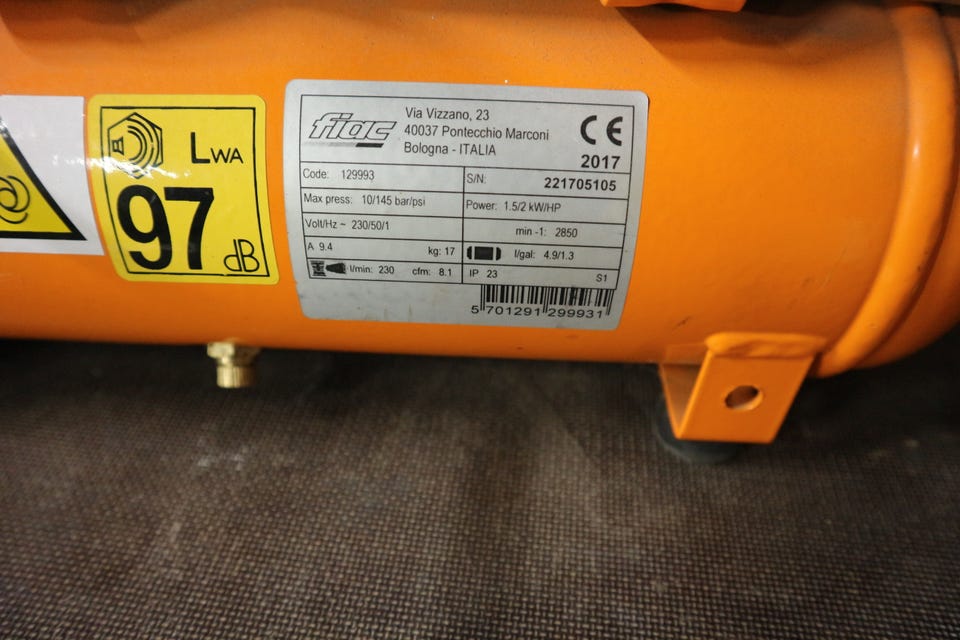 LWA
97
dB
fiac
Via Vizzano, 23
40037 Pontecchio Marconi
Bologna - ITALIA
CE
2017
Code: 129993
S/N: 221705105
Max press: 10/145 bar/psi
Power: 1.5/2 kW/HP
Volt/Hz ~ 230/50/1
min -1: 2850
A 9.4 kg: 17
l/gal: 4.9/1.3
l/min: 230 cfm: 8.1
IP 23 S1
5 701291 299931